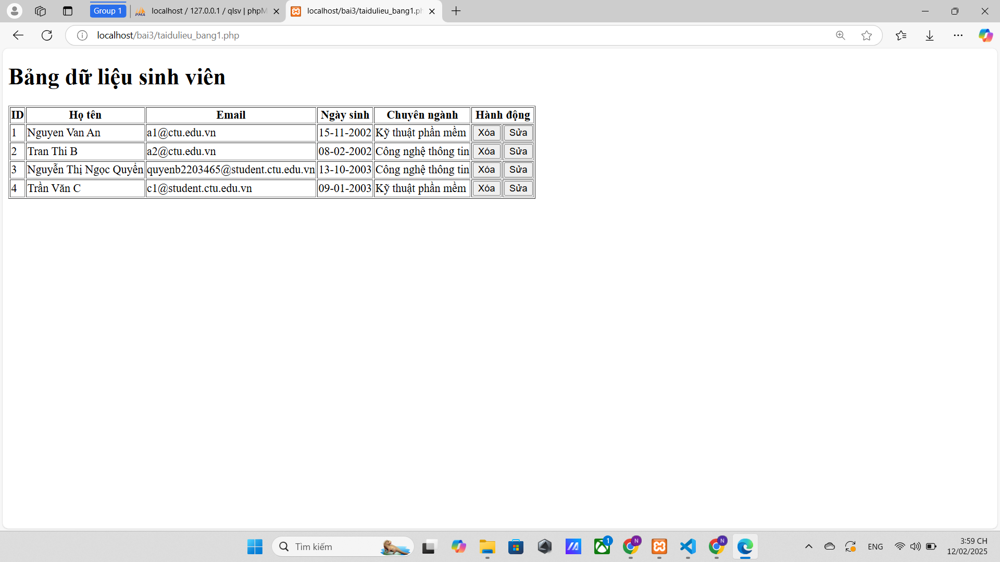 Group 1
localhost / 127.0.0.1 / qlsv | phpM
localhost/bai3/taidulieu_bang1.ph
localhost/bai3/taidulieu_bang1.php
Bảng dữ liệu sinh viên
ID Họ tên Email Ngày sinh Chuyên ngành Hành động
1 Nguyen Van An a1@ctu.edu.vn 15-11-2002 Kỹ thuật phần mềm Xóa Sửa
2 Tran Thi B a2@ctu.edu.vn 08-02-2002 Công nghệ thông tin Xóa Sửa
3 Nguyễn Thị Ngọc Quyển quyenb2203465@student.ctu.edu.vn 13-10-2003 Công nghệ thông tin Xóa Sửa
4 Trần Văn C c1@student.ctu.edu.vn 09-01-2003 Kỹ thuật phần mềm Xóa Sửa
Tìm kiếm
1
N
N
ENG
3:59 CH
12/02/2025
PMA